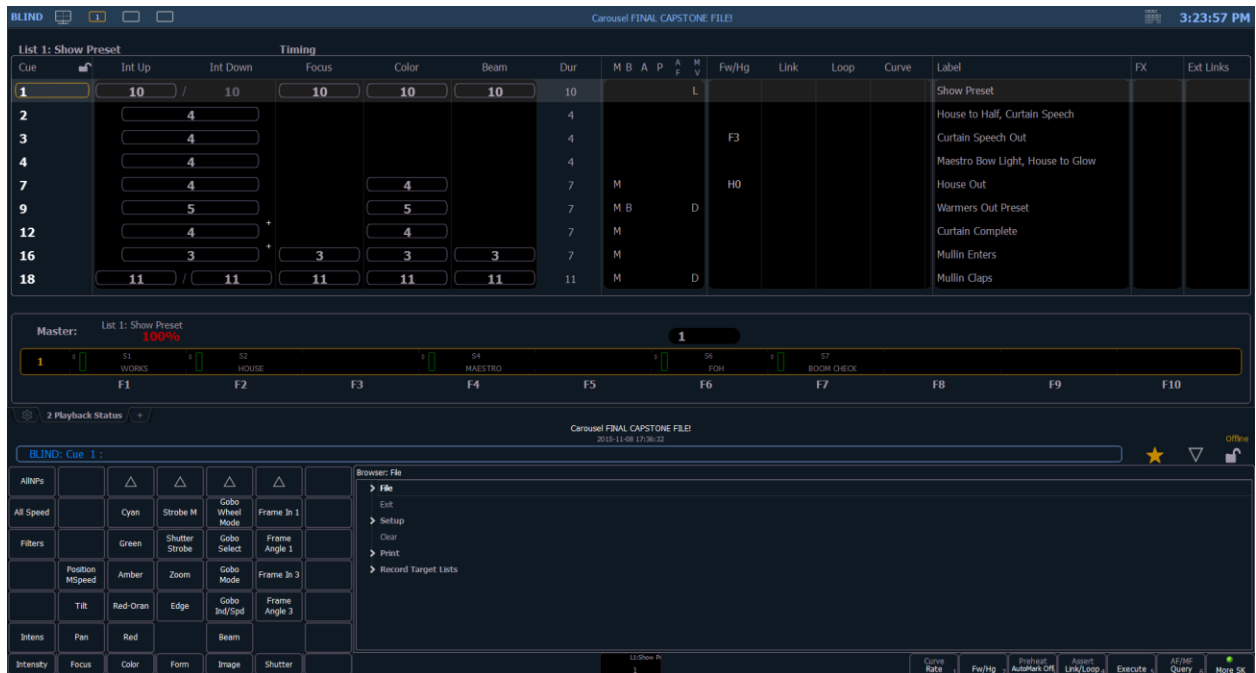 BLIND 1 Carousel FINAL CAPSTONE FILE! 3:23:57 PM
List 1: Show Preset Timing
Cue Int Up Int Down Focus Color Beam Dur M B A P A F M V Fw/Hg Link Loop Curve Label FX Ext Links
1 10 / 10 10 10 10 10 L Show Preset
2 4 4 House to Half, Curtain Speech
3 4 4 F3 Curtain Speech Out
4 4 4 Maestro Bow Light, House to Glow
7 4 4 7 M H0 House Out
9 5 5 7 M B D Warmers Out Preset
12 4 + 4 7 M Curtain Complete
16 3 + 3 3 3 7 M Mullin Enters
18 11 / 11 11 11 11 11 M D Mullin Claps
Master: List 1: Show Preset
100% 1
1 S1 S2 S4 S6 S7
WORKS HOUSE MAESTRO FOH BOOM CHECK
F1 F2 F3 F4 F5 F6 F7 F8 F9 F10
2 Playback Status +
Carousel FINAL CAPSTONE FILE!
2015-11-08 17:36:32
Offline
BLIND: Cue 1 :
AllNPs
All Speed Cyan Strobe M Gobo Wheel Mode Frame In 1
Filters Green Shutter Strobe Gobo Select Frame Angle 1
Position MSpeed Amber Zoom Gobo Mode Frame In 3
Tilt Red-Oran Edge Gobo Ind/Spd Frame Angle 3
Intens Pan Red Beam
Intensity Focus Color Form Image Shutter
Browser: File
File
Exit
Setup
Clear
Print
Record Target Lists
L1:Show Pr
1
Curve Rate 1 Fw/Hg 2 Preheat AutoMark Off 3 Assert Link/Loop 4 Execute 5 AF/MF Query 6 More SK